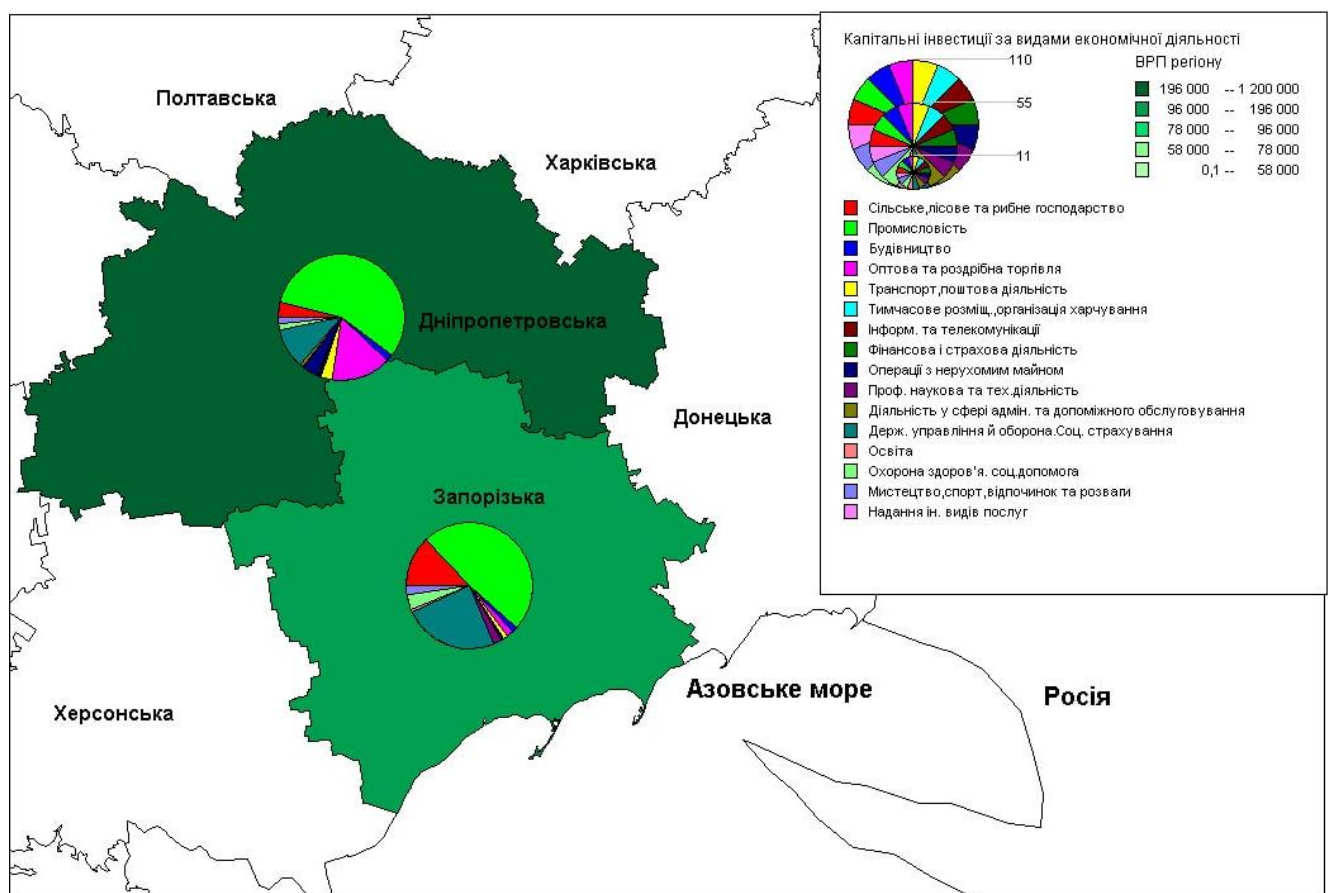 Полтавська
Харківська
Дніпропетровська
Донецька
Запорізька
Херсонська
Азовське море
Росія
Капітальні інвестиції за видами економічної діяльності
110
55
11
ВРП регіону
196 000 -- 1 200 000
96 000 -- 196 000
78 000 -- 96 000
58 000 -- 78 000
0,1 -- 58 000
Сільське,лісове та рибне господарство
Промисловість
Будівництво
Оптова та роздрібна торгівля
Транспорт,поштова діяльність
Тимчасове розміщ,,організація харчування
Інформ. та телекомунікації
Фінансова і страхова діяльність
Операції з нерухомим майном
Проф. наукова та тех.діяльність
Діяльність у сфері адмін. та допоміжного обслуговування
Держ. управління й оборона.Соц. страхування
Освіта
Охорона здоров'я. соц.допомога
Мистецтво,спорт,відпочинок та розваги
Надання ін. видів послуг